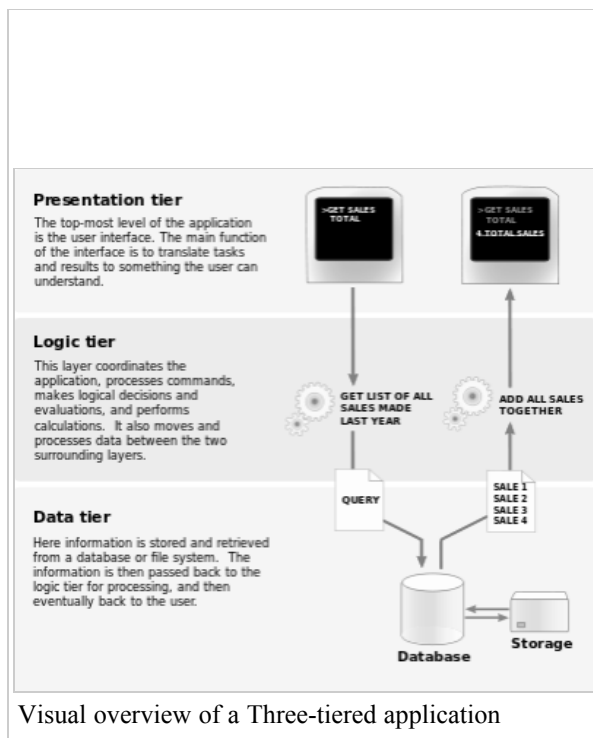 Presentation tier
The top-most level of the application
is the user interface. The main function
of the interface is to translate tasks
and results to something the user can
understand.
>GET SALES
TOTAL
>GET SALES
TOTAL
4 TOTAL SALES
Logic tier
This layer coordinates the
application, processes commands,
makes logical decisions and
evaluations, and performs
calculations. It also moves and
processes data between the two
surrounding layers.
GET LIST OF ALL
SALES MADE
LAST YEAR
ADD ALL SALES
TOGETHER
Data tier
Here information is stored and retrieved
from a database or file system. The
information is then passed back to the
logic tier for processing, and then
eventually back to the user.
QUERY
SALE 1
SALE 2
SALE 3
SALE 4
Database
Storage
Visual overview of a Three-tiered application